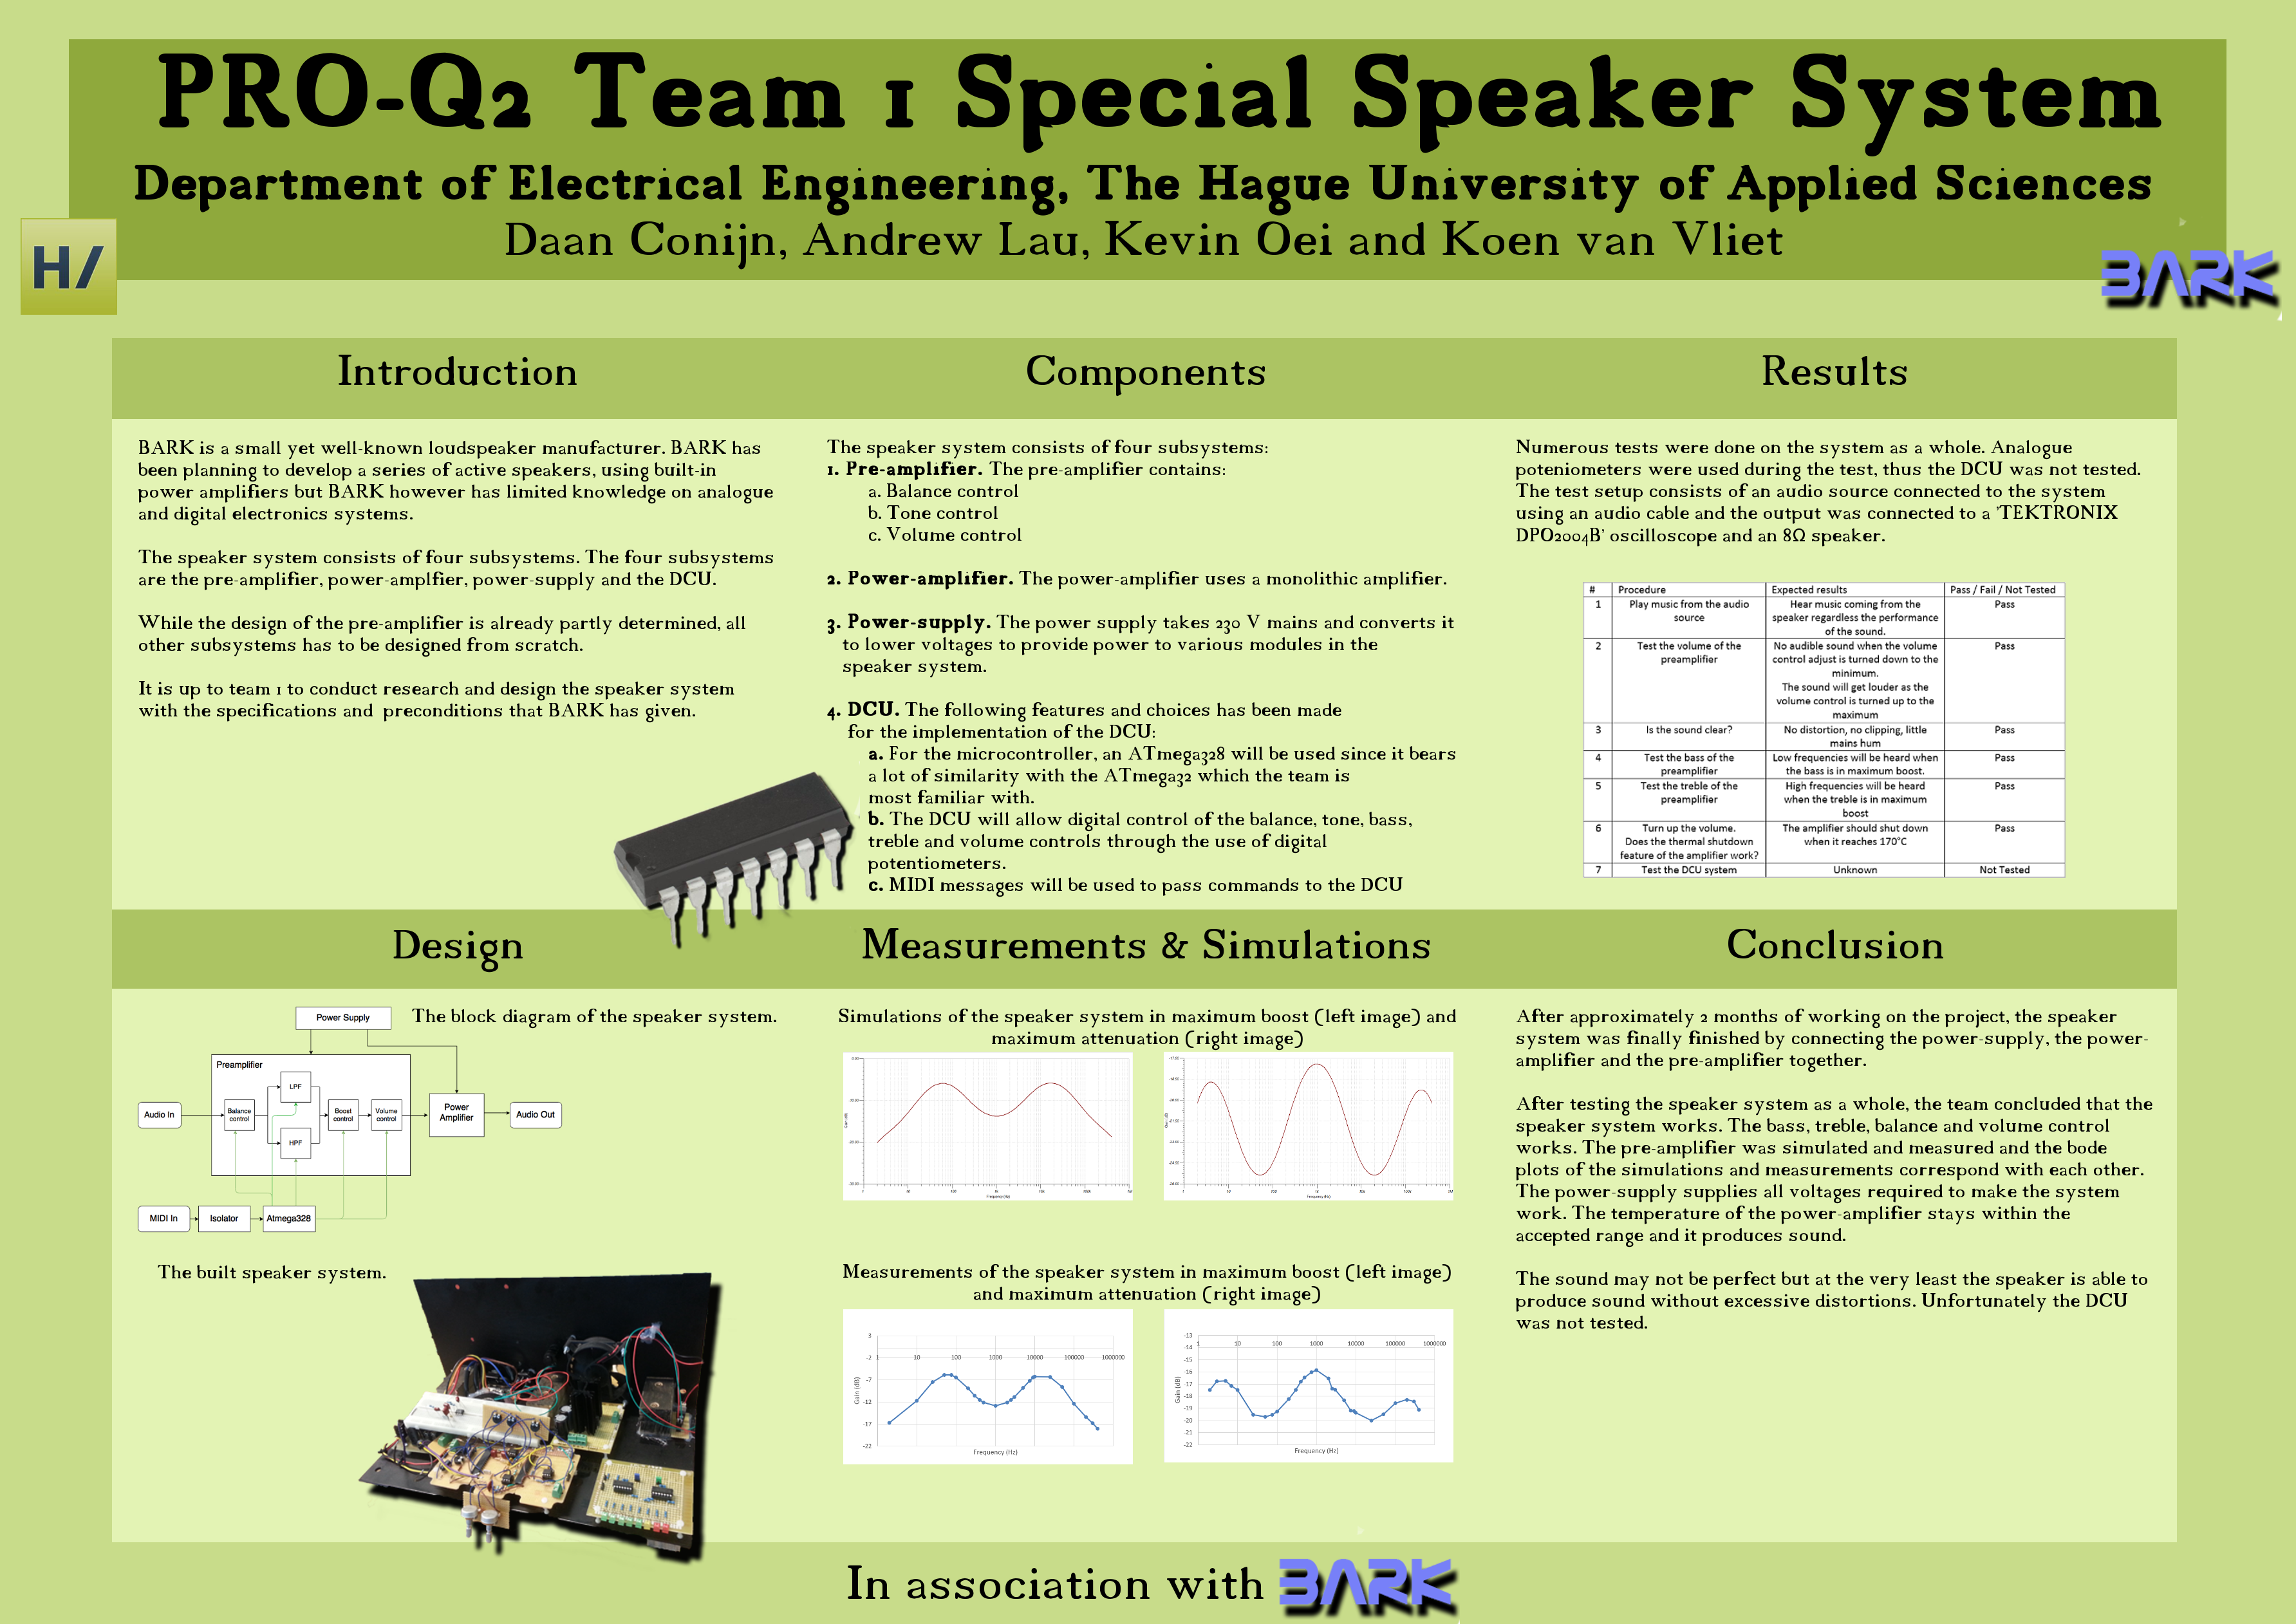 PRO-Q2 Team 1 Special Speaker System
Department of Electrical Engineering, The Hague University of Applied Sciences
Daan Conijn, Andrew Lau, Kevin Oei and Koen van Vliet
H/
BARK
Introduction
BARK is a small yet well-known loudspeaker manufacturer. BARK has
been planning to develop a series of active speakers, using built-in
power amplifiers but BARK however has limited knowledge on analogue
and digital electronics systems.
The speaker system consists of four subsystems. The four subsystems
are the pre-amplifier, power-amplfier, power-supply and the DCU.
While the design of the pre-amplifier is already partly determined, all
other subsystems has to be designed from scratch.
It is up to team 1 to conduct research and design the speaker system
with the specifications and preconditions that BARK has given.
Components
The speaker system consists of four subsystems:
1. Pre-amplifier. The pre-amplifier contains:
a. Balance control
b. Tone control
c. Volume control
2. Power-amplifier. The power-amplifier uses a monolithic amplifier.
3. Power-supply. The power supply takes 230 V mains and converts it
to lower voltages to provide power to various modules in the
speaker system.
4. DCU. The following features and choices has been made
for the implementation of the DCU:
a. For the microcontroller, an ATmega328 will be used since it bears
a lot of similarity with the ATmega32 which the team is
most familiar with.
b. The DCU will allow digital control of the balance, tone, bass,
treble and volume controls through the use of digital
potentiometers.
c. MIDI messages will be used to pass commands to the DCU
Results
Numerous tests were done on the system as a whole. Analogue
poteniometers were used during the test, thus the DCU was not tested.
The test setup consists of an audio source connected to the system
using an audio cable and the output was connected to a 'TEKTRONIX
DPO2004B' oscilloscope and an 8Ω speaker.
# Procedure Expected results Pass / Fail / Not Tested
1 Play music from the audio Hear music coming from the Pass
source speaker regardless the performance
of the sound.
2 Test the volume of the No audible sound when the volume Pass
preamplifier control adjust is turned down to the
minimum.
The sound will get louder as the
volume control is turned up to the
maximum
3 Is the sound clear? No distortion, no clipping, little Pass
mains hum
4 Test the bass of the Low frequencies will be heard when Pass
preamplifier the bass is in maximum boost.
5 Test the treble of the High frequencies will be heard Pass
preamplifier when the treble is in maximum
boost
6 Turn up the volume. The amplifier should shut down Pass
Does the thermal shutdown when it reaches 170°C
feature of the amplifier work?
7 Test the DCU system Unknown Not Tested
Design
The block diagram of the speaker system.
Power Supply
Preamplifier
LPF
Audio In
Balance
control
Boost
control
Volume
control
Power
Amplifier
Audio Out
HPF
MIDI In
Isolator
Atmega328
The built speaker system.
Measurements & Simulations
Simulations of the speaker system in maximum boost (left image) and
maximum attenuation (right image)
Frequency (Hz)
Frequency (Hz)
Measurements of the speaker system in maximum boost (left image)
and maximum attenuation (right image)
3
-2 1 10 100 1000 10000 100000 1000000
-7
-12
-17
-22
Gain (dB)
Frequency (Hz)
-13
1 10 100 1000 10000 100000 1000000
-14
-15
-16
-17
-18
-19
-20
-21
-22
Gain (dB)
Frequency (Hz)
Conclusion
After approximately 2 months of working on the project, the speaker
system was finally finished by connecting the power-supply, the power-
amplifier and the pre-amplifier together.
After testing the speaker system as a whole, the team concluded that the
speaker system works. The bass, treble, balance and volume control
works. The pre-amplifier was simulated and measured and the bode
plots of the simulations and measurements correspond with each other.
The power-supply supplies all voltages required to make the system
work. The temperature of the power-amplifier stays within the
accepted range and it produces sound.
The sound may not be perfect but at the very least the speaker is able to
produce sound without excessive distortions. Unfortunately the DCU
was not tested.
In association with BARK